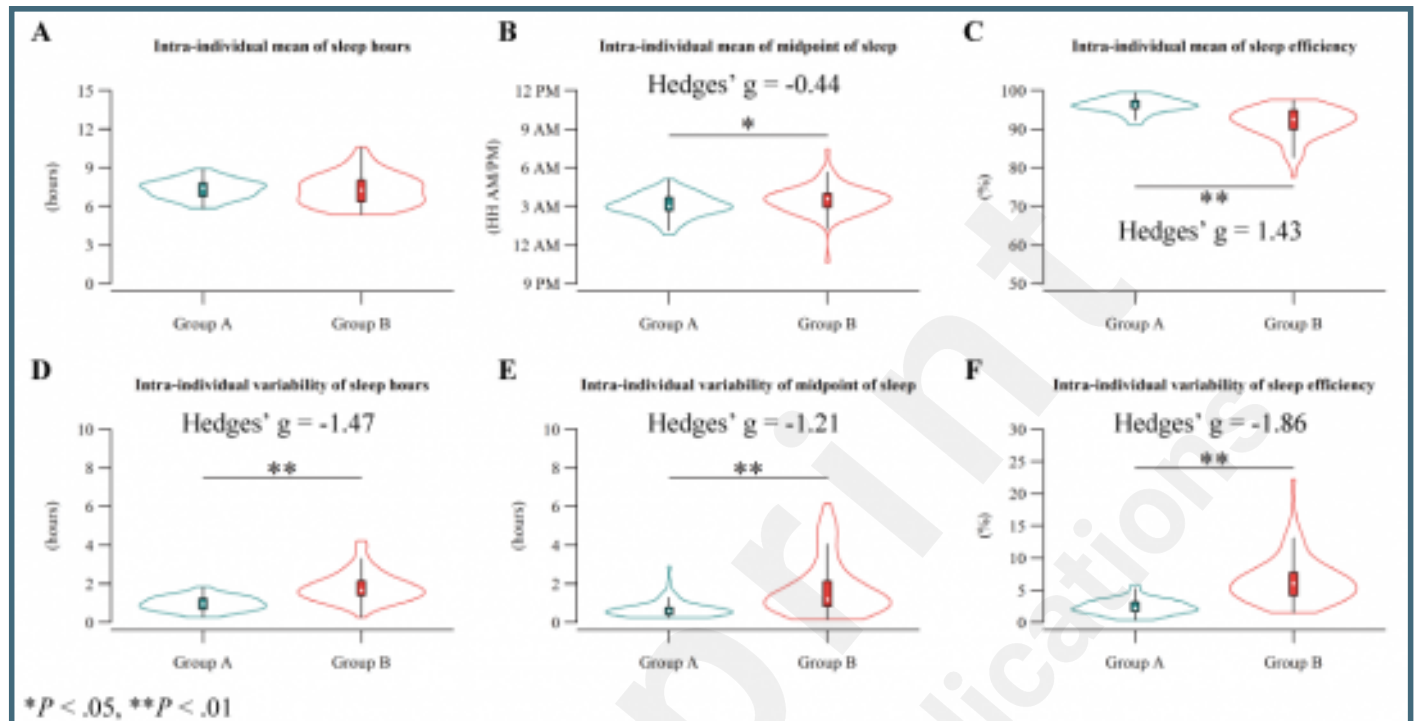 A
Intra-individual mean of sleep hours
15
12
9
6
3
0
(hours)
Group A
Group B
B
Intra-individual mean of midpoint of sleep
Hedges’ g = -0.44
*
12 PM
9 AM
6 AM
3 AM
12 AM
9 PM
(HH AM/PM)
Group A
Group B
C
Intra-individual mean of sleep efficiency
100
90
80
70
60
50
(%)
**
Hedges’ g = 1.43
Group A
Group B
D
Intra-individual variability of sleep hours
Hedges’ g = -1.47
**
10
8
6
4
2
0
(hours)
Group A
Group B
E
Intra-individual variability of midpoint of sleep
Hedges’ g = -1.21
**
10
8
6
4
2
0
(hours)
Group A
Group B
F
Intra-individual variability of sleep efficiency
Hedges’ g = -1.86
**
30
25
20
15
10
5
0
(%)
Group A
Group B
*P < .05, **P < .01